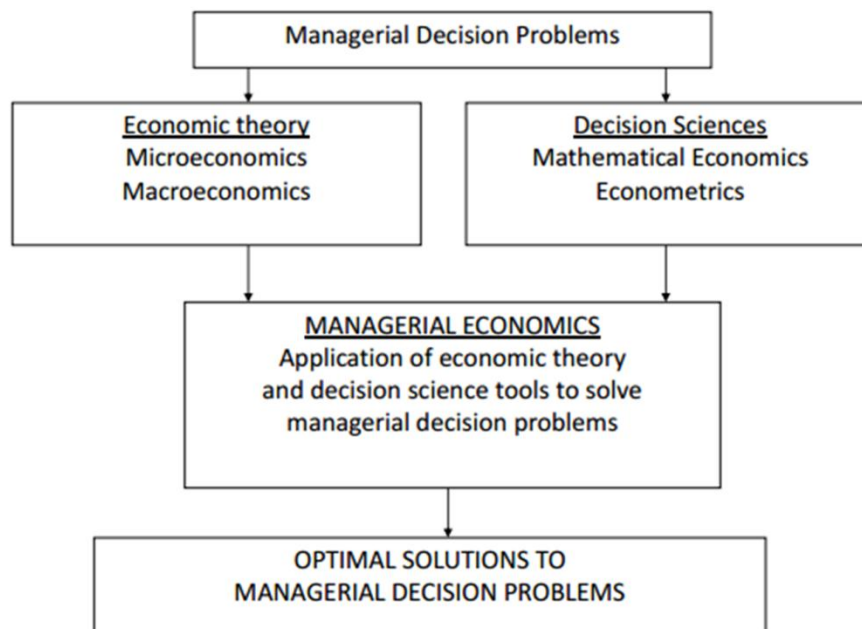 Managerial Decision Problems
Economic theory
Microeconomics
Macroeconomics
Decision Sciences
Mathematical Economics
Econometrics
MANAGERIAL ECONOMICS
Application of economic theory
and decision science tools to solve
managerial decision problems
OPTIMAL SOLUTIONS TO
MANAGERIAL DECISION PROBLEMS